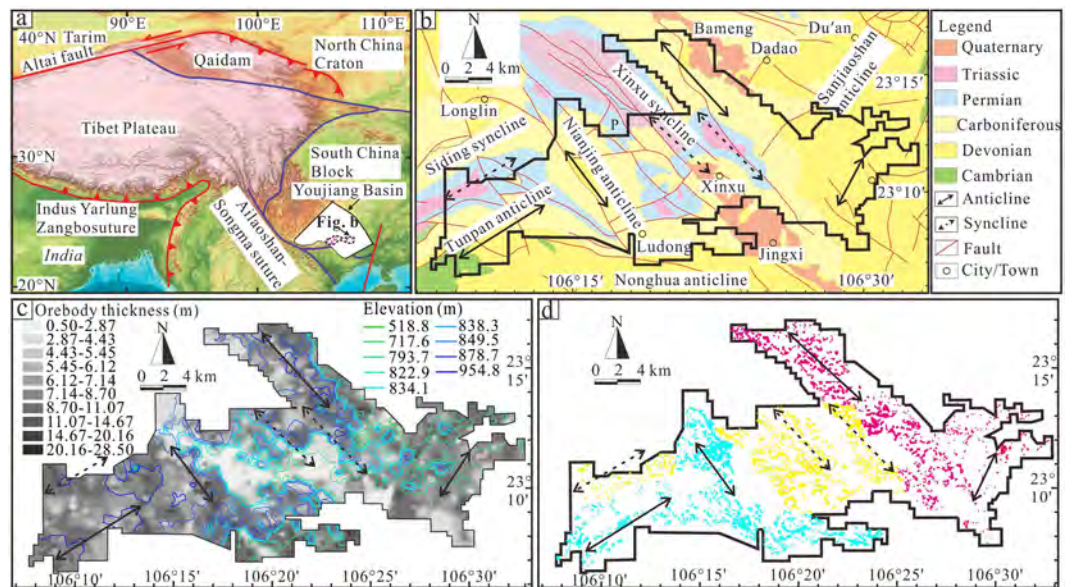 a
40°N
90°E
100°E
110°E
Tarim
Altai fault
Qaidam
North China
Craton
Tibet Plateau
30°N
South China
Block
Youjiang Basin
Fig. b
Indus Yarlung
Zangbosuture
Ailaoshan-
Songma suture
India
20°N
b
N
0 2 4 km
Bameng
Du'an
Dadao
Sanjiaoshan
anticline
23°15'
Longlin
Xinxu syncline
P
Siding syncline
Nianjing anticline
Xinxu
23°10'
Tunpan anticline
Ludong
Jingxi
106°15'
Nonghua anticline
106°30'
Legend
Quaternary
Triassic
Permian
Carboniferous
Devonian
Cambrian
Anticline
Syncline
Fault
City/Town
c
Orebody thickness (m)
0.50-2.87
2.87-4.43
4.43-5.45
5.45-6.12
6.12-7.14
7.14-8.70
8.70-11.07
11.07-14.67
14.67-20.16
20.16-28.50
N
0 2 4 km
Elevation (m)
518.8
717.6
793.7
822.9
834.1
838.3
849.5
878.7
954.8
23°
15'
23°
10'
106°10'
106°15'
106°20'
106°25'
106°30'
d
N
0 2 4 km
23°
15'
23°
10'
106°10'
106°15'
106°20'
106°25'
106°30'